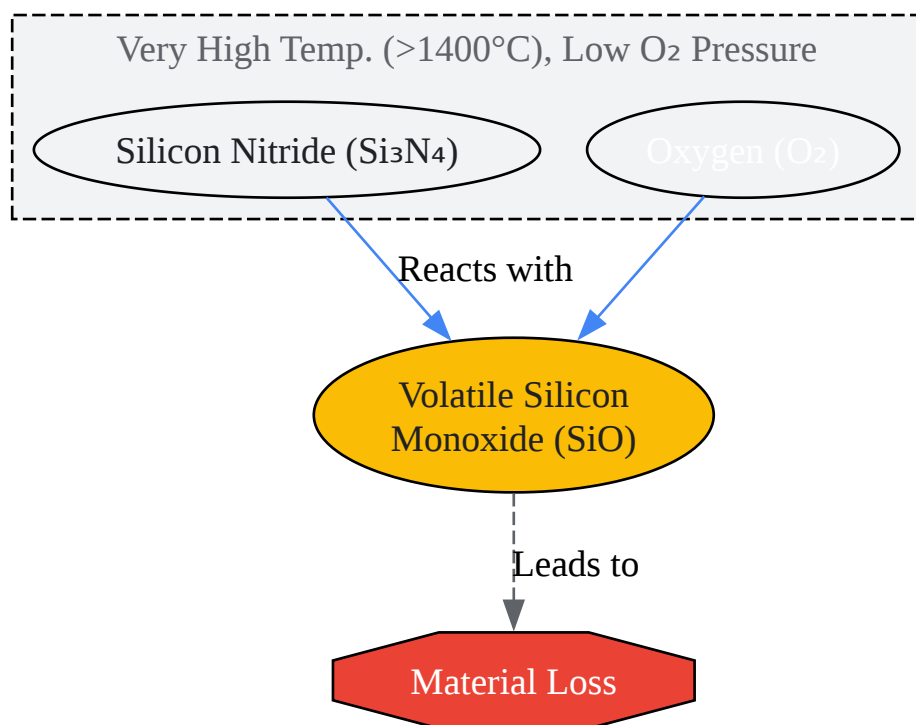 Very High Temp. (>1400°C), Low O₂ Pressure
Silicon Nitride (Si₃N₄)
Oxygen (O₂)
Reacts with
Volatile Silicon
Monoxide (SiO)
Leads to
Material Loss